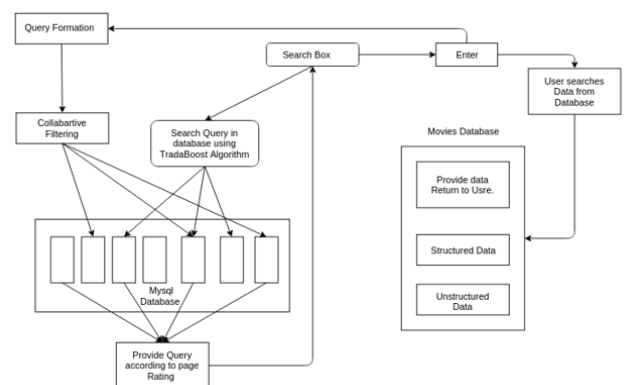 Query Formation
Search Box
Enter
User searches
Data from
Database
Collabartive
Filtering
Search Query in
database using
TradaBoost Algorithm
Movies Database
Provide data
Return to Usre.
Structured Data
Unstructured
Data
Mysql
Database
Provide Query
according to page
Rating